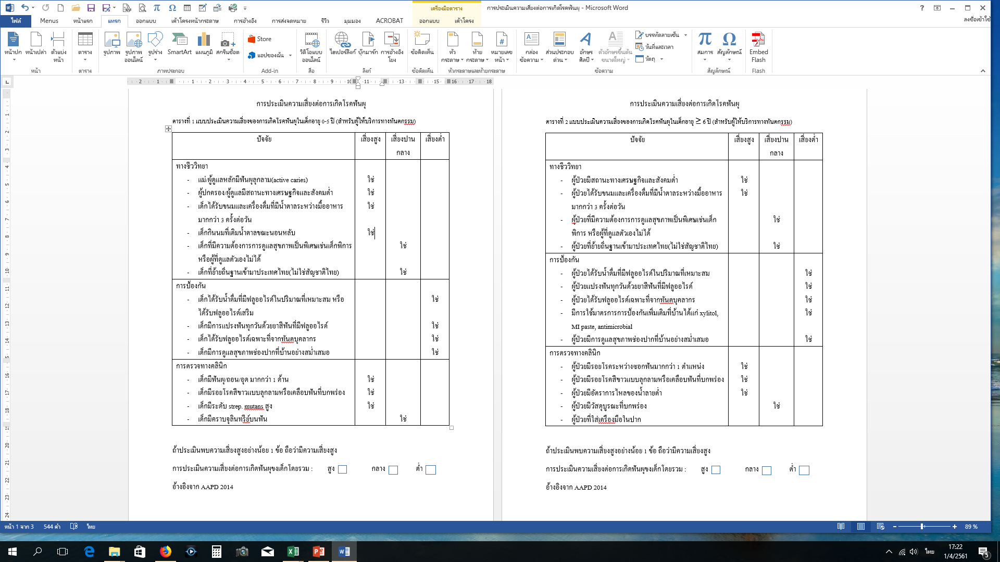 การประเมินความเสี่ยงต่อการเกิดโรคฟันผุ - Microsoft Word
เครื่องมือตาราง
ลงชื่อเข้าใช้
ไฟล์ Menus หน้าแรก แทรก ออกแบบ เค้าโครงหน้ากระดาษ การอ้างอิง การส่งจดหมาย รีวิว มุมมอง ACROBAT ออกแบบ เค้าโครง
หน้าปก หน้าเปล่า ตัวแบ่งหน้า ตาราง รูปภาพ รูปภาพออนไลน์ รูปร่าง SmartArt แผนภูมิ สกรีนช็อต Store แอปของฉัน วิดีโอแบบออนไลน์ ไฮเปอร์ลิงก์ บุ๊กมาร์ก การอ้างอิงโยง ข้อคิดเห็น หัวกระดาษ ท้ายกระดาษ หมายเลขหน้า กล่องข้อความ ส่วนประกอบด่วน อักษรศิลป์ ตัวอักษรขึ้นต้นขนาดใหญ่ บรรทัดลายเซ็น วันที่และเวลา วัตถุ สมการ สัญลักษณ์ Embed Flash
หน้า ตาราง ภาพประกอบ Add-in สื่อ ลิงก์ ข้อคิดเห็น หัวกระดาษและท้ายกระดาษ ข้อความ สัญลักษณ์ Flash
2 1 1 2 3 4 5 6 7 8 9 10 11 13 15 16 17 18
การประเมินความเสี่ยงต่อการเกิดโรคฟันผุ
ตารางที่ 1 แบบประเมินความเสี่ยงของการเกิดโรคฟันผุในเด็กอายุ 0-5 ปี (สำหรับผู้ให้บริการทางทันตกรรม)
ปัจจัย เสี่ยงสูง เสี่ยงปานกลาง เสี่ยงต่ำ
ทางชีววิทยา
- แม่/ผู้ดูแลหลักมีฟันผุลุกลาม(active caries) ใช่
- ผู้ปกครอง/ผู้ดูแลมีสถานะทางเศรษฐกิจและสังคมต่ำ ใช่
- เด็กได้รับขนมและเครื่องดื่มที่มีน้ำตาลระหว่างมื้ออาหาร ใช่
มากกว่า 3 ครั้งต่อวัน
- เด็กกินนมที่เติมน้ำตาลขณะนอนหลับ ใช่
- เด็กที่มีความต้องการการดูแลสุขภาพเป็นพิเศษเช่นเด็กพิการ ใช่
หรือผู้ที่ดูแลตัวเองไม่ได้
- เด็กที่ย้ายถิ่นฐานเข้ามาประเทศไทย(ไม่ใช่สัญชาติไทย) ใช่
การป้องกัน
- เด็กได้รับน้ำดื่มที่มีฟลูออไรด์ในปริมาณที่เหมาะสม หรือ ใช่
ได้รับฟลูออไรด์เสริม
- เด็กมีการแปรงฟันทุกวันด้วยยาสีฟันที่มีฟลูออไรด์ ใช่
- เด็กได้รับฟลูออไรด์เฉพาะที่จากทันตบุคลากร ใช่
- เด็กมีการดูแลสุขภาพช่องปากที่บ้านอย่างสม่ำเสมอ ใช่
การตรวจทางคลินิก
- เด็กมีฟันผุ/ถอน/อุด มากกว่า 1 ด้าน ใช่
- เด็กมีรอยโรคสีขาวแบบลุกลามหรือเคลือบฟันที่บกพร่อง ใช่
- เด็กมีระดับ strep. mutans สูง ใช่
- เด็กมีคราบจุลินทรีย์บนฟัน ใช่
ถ้าประเมินพบความเสี่ยงสูงอย่างน้อย 1 ข้อ ถือว่ามีความเสี่ยงสูง
การประเมินความเสี่ยงต่อการเกิดฟันผุขงเด็กโดยรวม : สูง กลาง ต่ำ
อ้างอิงจาก AAPD 2014
การประเมินความเสี่ยงต่อการเกิดโรคฟันผุ
ตารางที่ 2 แบบประเมินความเสี่ยงของการเกิดโรคฟันผุในเด็กอายุ ≥ 6 ปี (สำหรับผู้ให้บริการทางทันตกรรม)
ปัจจัย เสี่ยงสูง เสี่ยงปานกลาง เสี่ยงต่ำ
ทางชีววิทยา
- ผู้ป่วยมีสถานะทางเศรษฐกิจและสังคมต่ำ ใช่
- ผู้ป่วยได้รับขนมและเครื่องดื่มที่มีน้ำตาลระหว่างมื้ออาหาร ใช่
มากกว่า 3 ครั้งต่อวัน
- ผู้ป่วยที่มีความต้องการการดูแลสุขภาพเป็นพิเศษเช่นเด็ก ใช่
พิการ หรือผู้ที่ดูแลตัวเองไม่ได้
- ผู้ป่วยที่ย้ายถิ่นฐานเข้ามาประเทศไทย(ไม่ใช่สัญชาติไทย) ใช่
การป้องกัน
- ผู้ป่วยได้รับน้ำดื่มที่มีฟลูออไรด์ในปริมาณที่เหมาะสม ใช่
- ผู้ป่วยแปรงฟันทุกวันด้วยยาสีฟันที่มีฟลูออไรด์ ใช่
- ผู้ป่วยได้รับฟลูออไรด์เฉพาะที่จากทันตบุคลากร ใช่
- มีการใช้มาตรการการป้องกันเพิ่มเติมที่บ้านได้แก่ xylitol, ใช่
MI paste, antimicrobial
- ผู้ป่วยมีการดูแลสุขภาพช่องปากที่บ้านอย่างสม่ำเสมอ ใช่
การตรวจทางคลินิก
- ผู้ป่วยมีรอยโรคระหว่างซอกฟันมากกว่า 1 ตำแหน่ง ใช่
- ผู้ป่วยมีรอยโรคสีขาวแบบลุกลามหรือเคลือบฟันที่บกพร่อง ใช่
- ผู้ป่วยมีอัตราการไหลของน้ำลายต่ำ ใช่
- ผู้ป่วยมีวัสดุบูรณะที่บกพร่อง ใช่
- ผู้ป่วยที่ใส่เครื่องมือในปาก
ถ้าประเมินพบความเสี่ยงสูงอย่างน้อย 1 ข้อ ถือว่ามีความเสี่ยงสูง
การประเมินความเสี่ยงต่อการเกิดฟันผุขงเด็กโดยรวม : สูง กลาง ต่ำ
อ้างอิงจาก AAPD 2014
หน้า 1 จาก 3 544 คำ ไทย 89 %
ไทย 17:22
1/4/2561 5